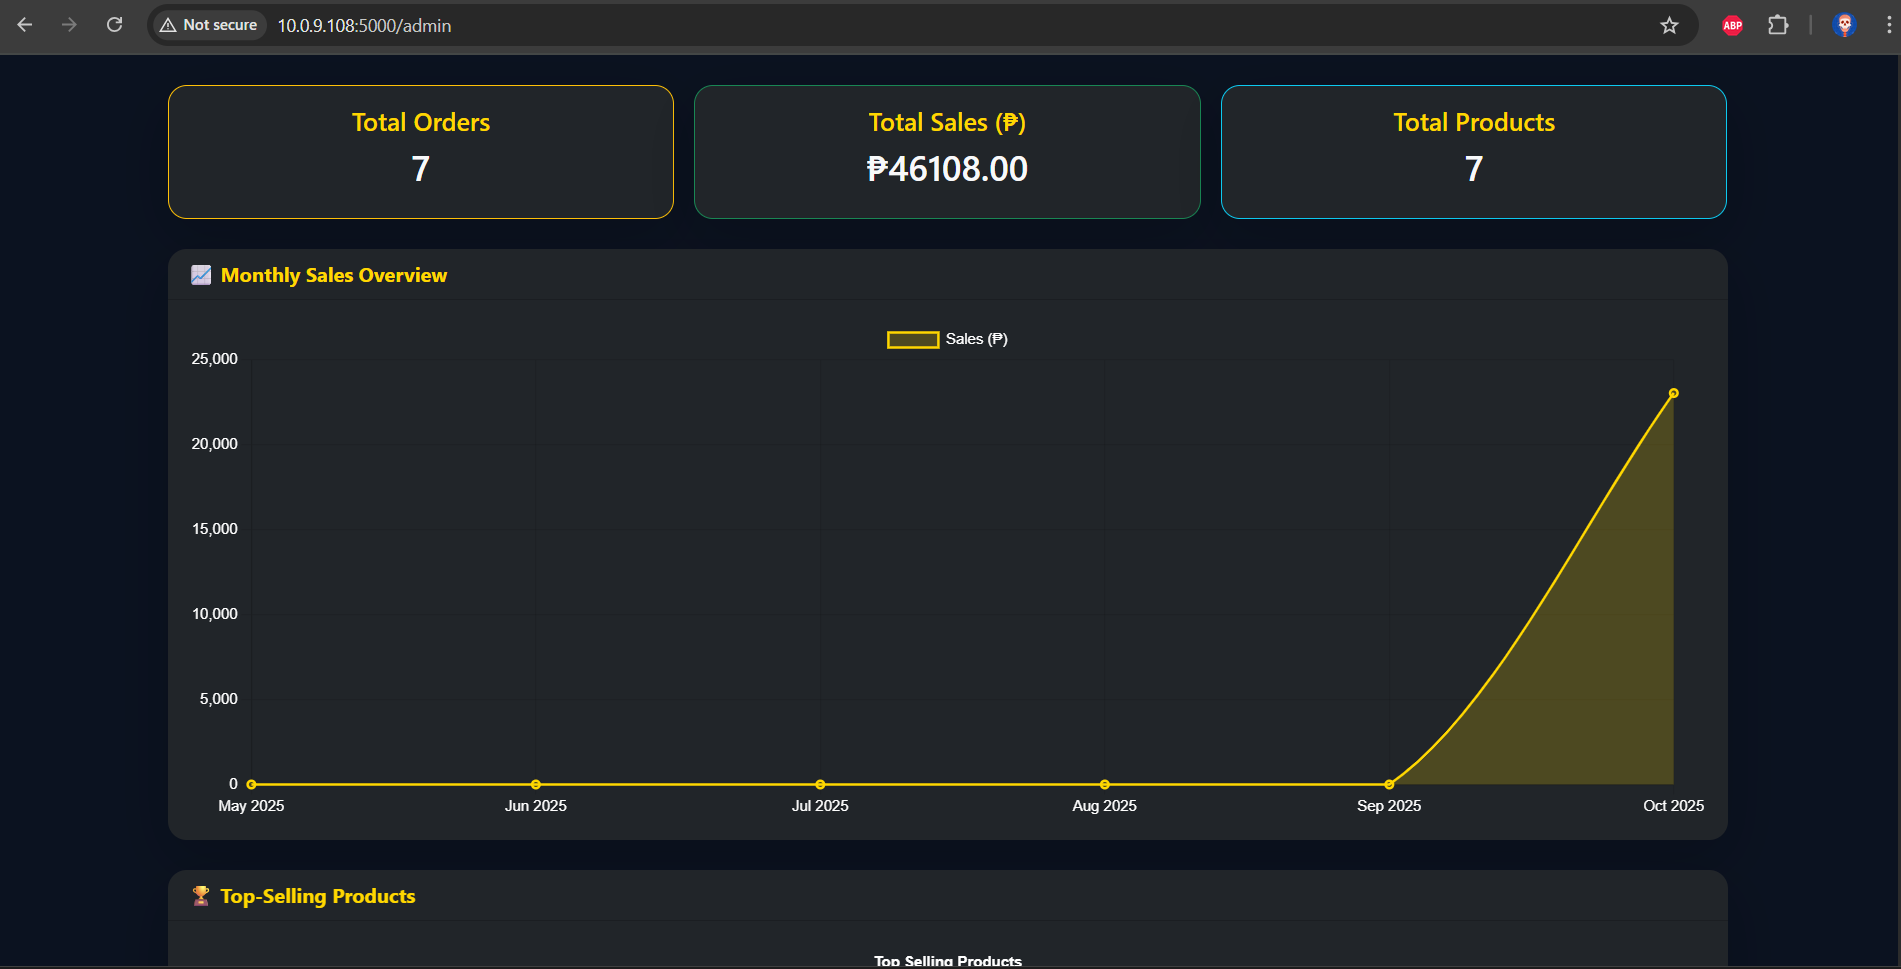 Not secure 10.0.9.108:5000/admin
ABP
Total Orders
7
Total Sales (₱)
₱46108.00
Total Products
7
Monthly Sales Overview
Sales (₱)
25,000
20,000
15,000
10,000
5,000
0
May 2025 Jun 2025 Jul 2025 Aug 2025 Sep 2025 Oct 2025
Top-Selling Products
Top Selling Products